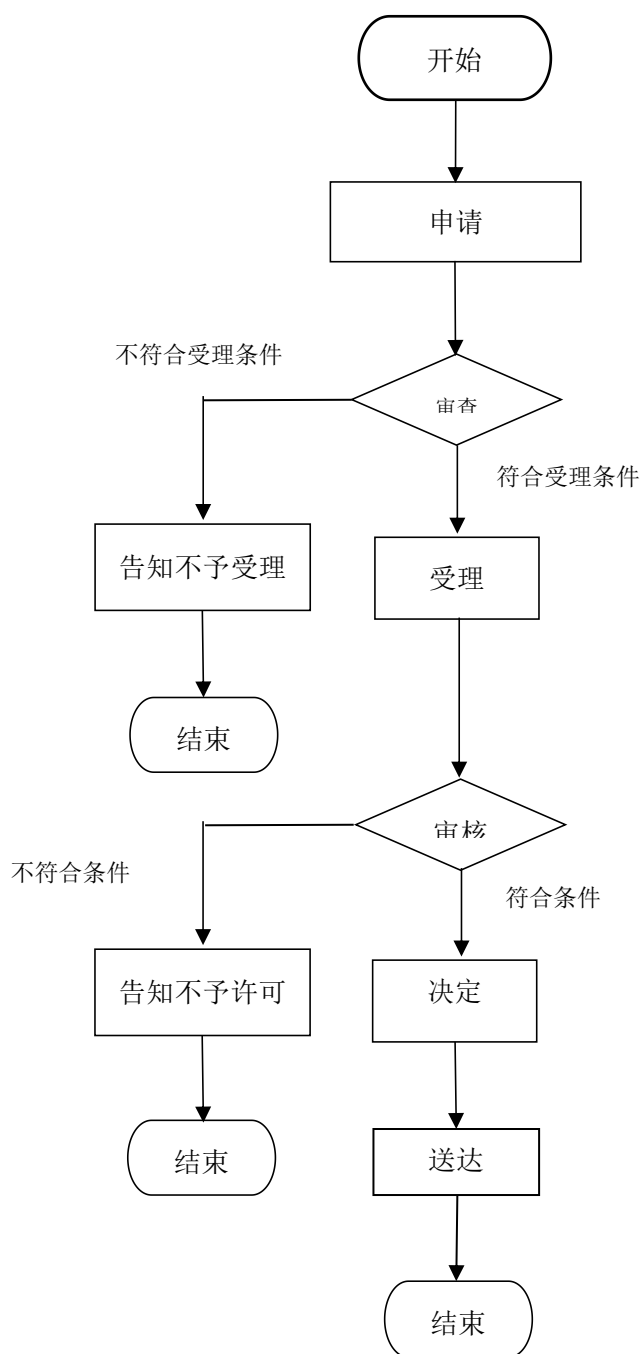 开始
申请
不符合受理条件
审查
符合受理条件
告知不予受理
受理
结束
审核
不符合条件
符合条件
告知不予许可
决定
送达
结束
结束